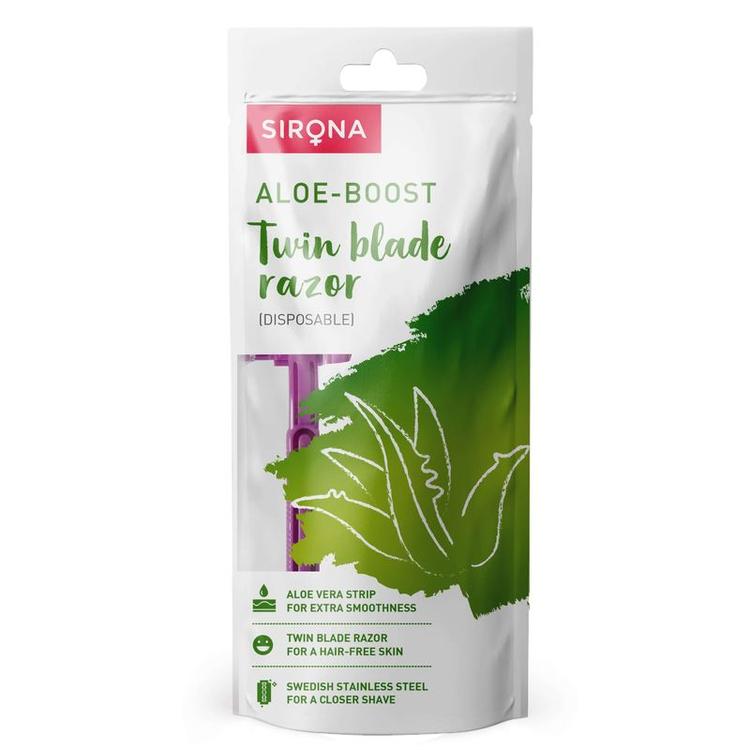 SIRONA
ALOE-BOOST
Twin blade
razor
(DISPOSABLE)
ALOE VERA STRIP
FOR EXTRA SMOOTHNESS
TWIN BLADE RAZOR
FOR A HAIR-FREE SKIN
SWEDISH STAINLESS STEEL
FOR A CLOSER SHAVE